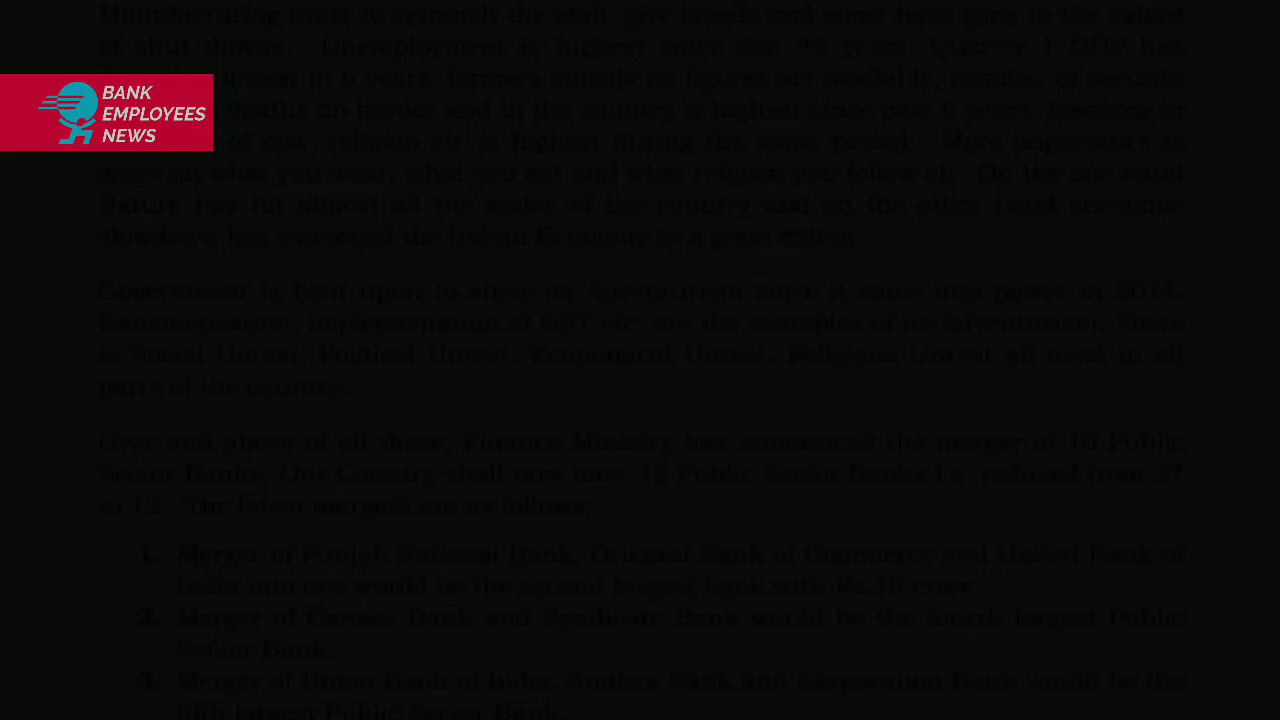 Manufacturing units to retrench the staff, give layoffs and some have gone to the extent
of shut downs. Unemployment is highest since last 45 years, Quarter 1 GDP has
lowest in 6 years, farmers suicide no figures are available, number of security
deaths on border and in the country is highest since past 6 years, lynching in
of cow, religion etc is highest during the same period. More importance is
given on what you wear, what you eat and what religion you follow etc. On the one hand
Nature has hit almost all the states of the country and on the other hand economic
slowdown has worsened the Indian Economy to a great extent.
Government is bent upon to show its Adventurism since it came into power in 2014.
Demonetisation, implementation of GST etc. are the examples of its Adventurism. There
is Social Unrest, Political Unrest, Economical Unrest, Religious Unrest all most in all
parts of the country.
Over and above of all these, Finance Ministry has announced the merger of 10 Public
Sector Banks. Our Country shall now have 12 Public Sector Banks i.e. reduced from 27
to 12. The latest mergers are as follows:
1. Merger of Punjab National Bank, Oriental Bank of Commerce and United Bank of
India into one would be the second largest bank with Rs.18 crore
2. Merger of Canara Bank and Syndicate Bank would be the fourth largest Public
Sector Bank.
3. Merger of Union Bank of India, Andhra Bank and Corporation Bank would be the
fifth largest Public Sector Bank.
BANK
EMPLOYEES
NEWS